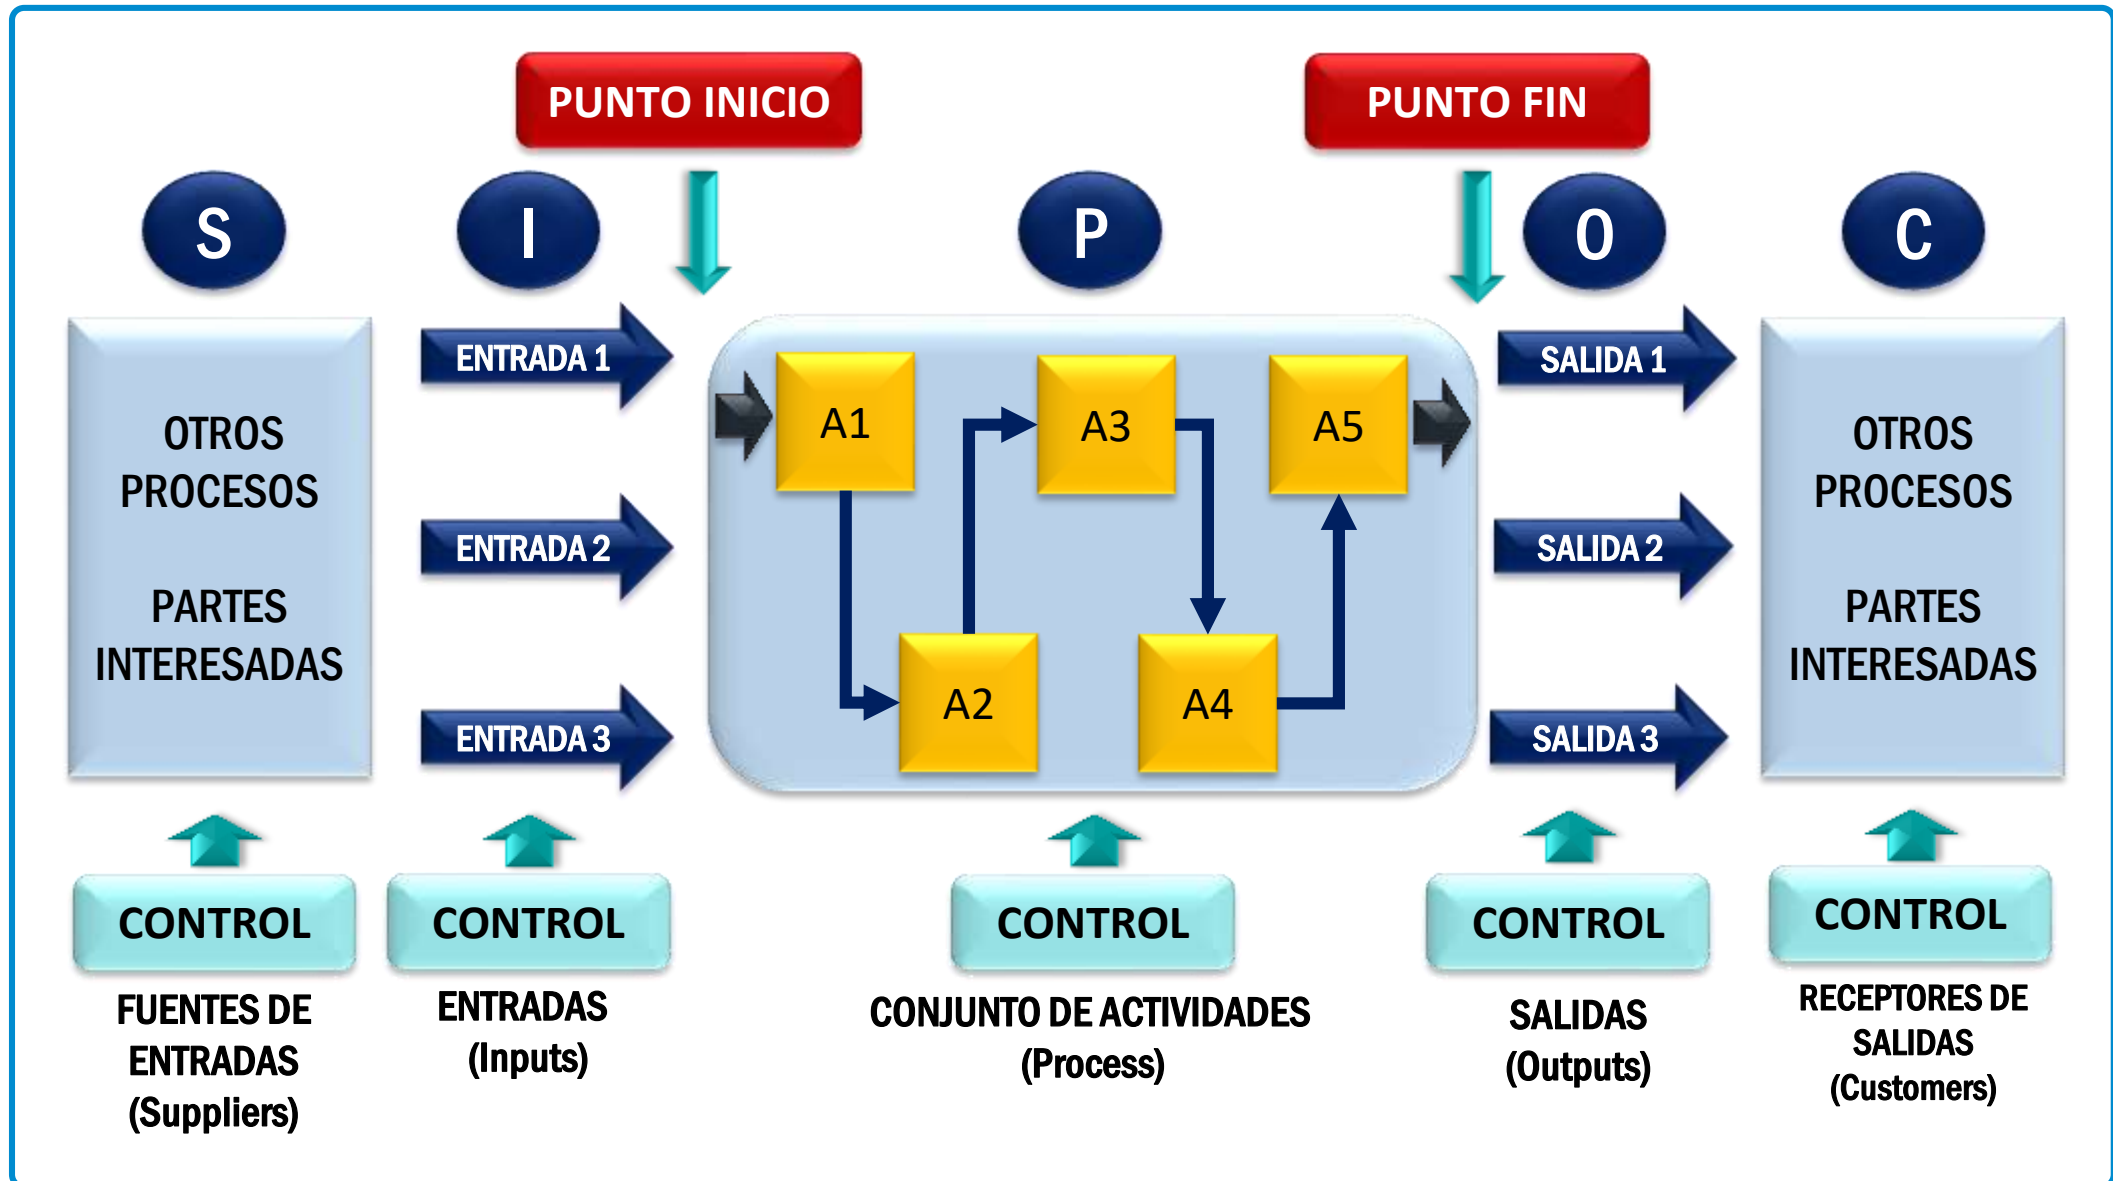 PUNTO INICIO
PUNTO FIN
S
I
P
O
C
OTROS
PROCESOS
PARTES
INTERESADAS
ENTRADA 1
ENTRADA 2
ENTRADA 3
A1
A2
A3
A4
A5
SALIDA 1
SALIDA 2
SALIDA 3
OTROS
PROCESOS
PARTES
INTERESADAS
CONTROL
FUENTES DE
ENTRADAS
(Suppliers)
CONTROL
ENTRADAS
(Inputs)
CONTROL
CONJUNTO DE ACTIVIDADES
(Process)
CONTROL
SALIDAS
(Outputs)
CONTROL
RECEPTORES DE
SALIDAS
(Customers)